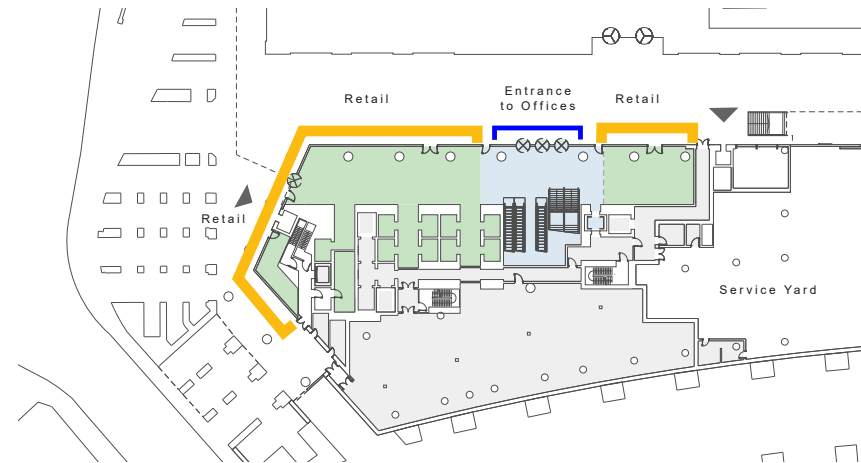 Retail
Entrance
to Offices
Retail
Retail
Service Yard